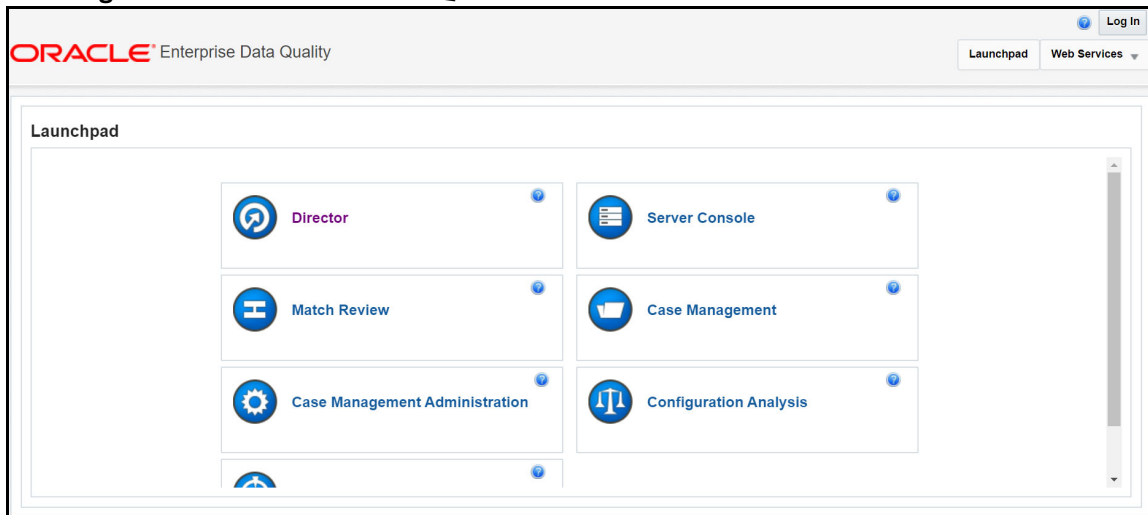 Log In
ORACLE Enterprise Data Quality
Launchpad Web Services
Launchpad
Director
Server Console
Match Review
Case Management
Case Management Administration
Configuration Analysis